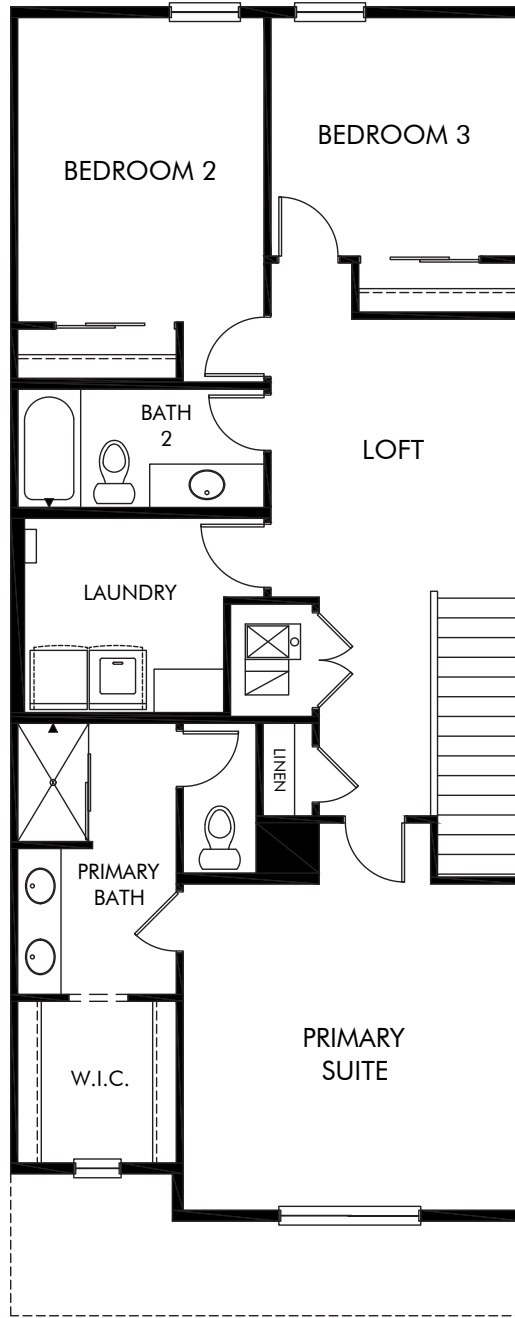 BEDROOM 3
BEDROOM 2
BATH
2
LOFT
LAUNDRY
LINEN
PRIMARY
BATH
PRIMARY
SUITE
W.I.C.